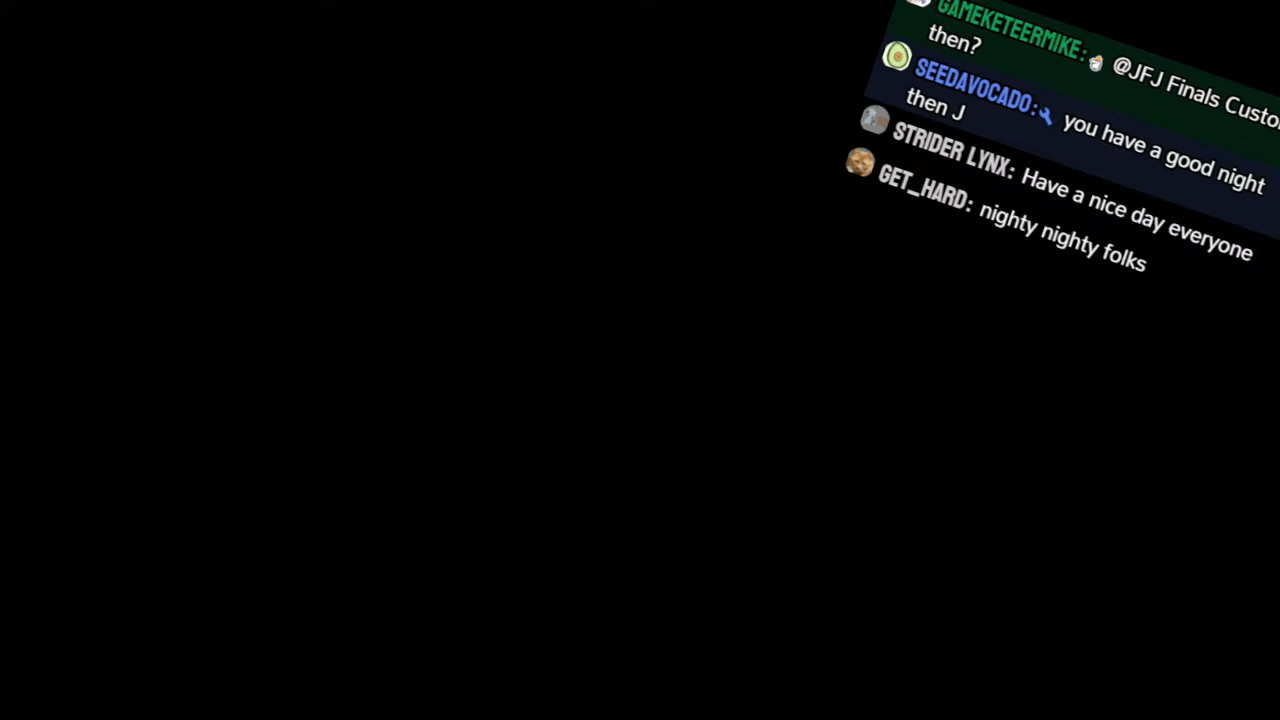 GAMEKETEERMIKE: @JFJ Finals
then?
SEEDAVOCADO: you have a good night
then J
STRIDER LYNX: Have a nice day everyone
GET_HARD: nighty nighty folks